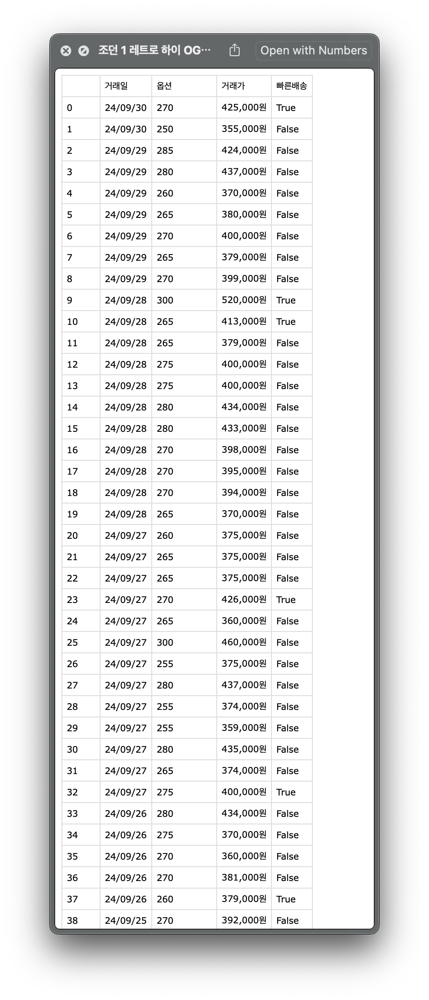 조던 1 레트로 하이 OG… Open with Numbers
거래일 옵션 거래가 빠른배송
0 24/09/30 270 425,000원 True
1 24/09/30 250 355,000원 False
2 24/09/29 285 424,000원 False
3 24/09/29 280 437,000원 False
4 24/09/29 260 370,000원 False
5 24/09/29 265 380,000원 False
6 24/09/29 270 400,000원 False
7 24/09/29 265 379,000원 False
8 24/09/29 270 399,000원 False
9 24/09/28 300 520,000원 True
10 24/09/28 265 413,000원 True
11 24/09/28 265 379,000원 False
12 24/09/28 275 400,000원 False
13 24/09/28 275 400,000원 False
14 24/09/28 280 434,000원 False
15 24/09/28 280 433,000원 False
16 24/09/28 270 398,000원 False
17 24/09/28 270 395,000원 False
18 24/09/28 270 394,000원 False
19 24/09/28 265 370,000원 False
20 24/09/27 260 375,000원 False
21 24/09/27 265 375,000원 False
22 24/09/27 265 375,000원 False
23 24/09/27 270 426,000원 True
24 24/09/27 265 360,000원 False
25 24/09/27 300 460,000원 False
26 24/09/27 255 375,000원 False
27 24/09/27 280 437,000원 False
28 24/09/27 255 374,000원 False
29 24/09/27 255 359,000원 False
30 24/09/27 280 435,000원 False
31 24/09/27 265 374,000원 False
32 24/09/27 275 400,000원 True
33 24/09/26 280 434,000원 False
34 24/09/26 275 370,000원 False
35 24/09/26 270 360,000원 False
36 24/09/26 270 381,000원 False
37 24/09/26 260 379,000원 True
38 24/09/25 270 392,000원 False